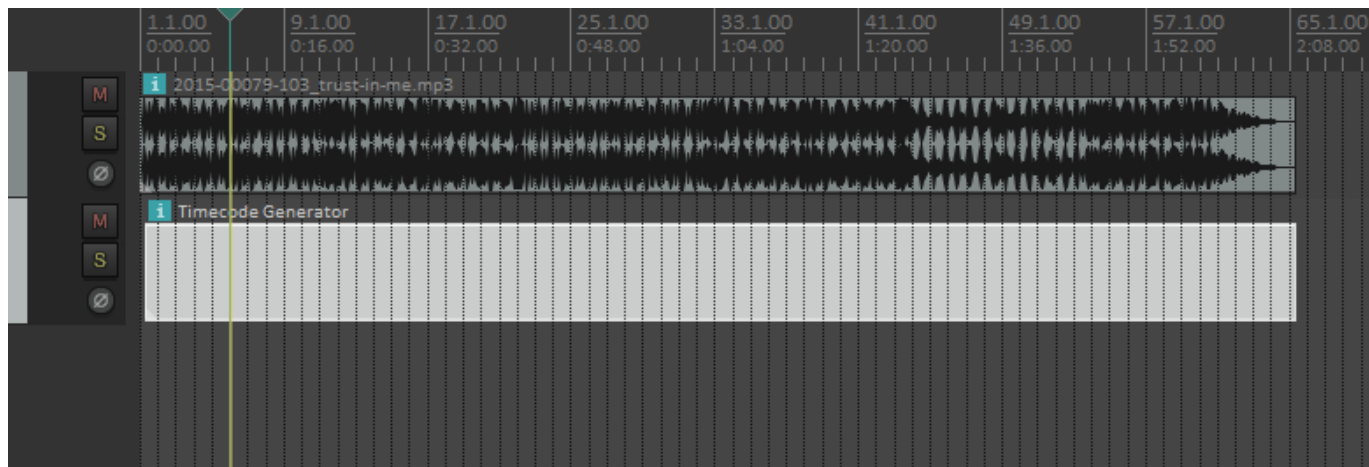 1.1.00 9.1.00 17.1.00 25.1.00 33.1.00 41.1.00 49.1.00 57.1.00 65.1.00
0:00.00 0:16.00 0:32.00 0:48.00 1:04.00 1:20.00 1:36.00 1:52.00 2:08.00
i 2015-00079-103_trust-in-me.mp3
M
S
i Timecode Generator
M
S